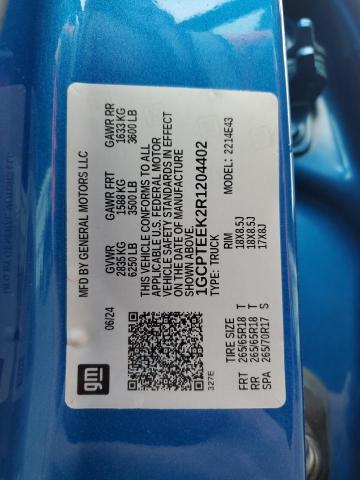 MFD BY GENERAL MOTORS LLC
06/24 GVWR GAWR FRT GAWR RR
2835 KG 1588 KG 1633 KG
6250 LB 3500 LB 3600 LB
THIS VEHICLE CONFORMS TO ALL
APPLICABLE U.S. FEDERAL MOTOR
VEHICLE SAFETY STANDARDS IN EFFECT
ON THE DATE OF MANUFACTURE
SHOWN ABOVE.
1GCPTEEK2R1204402
TYPE: TRUCK MODEL: 2214E43
gm
327E
TIRE SIZE RIM
FRT 265/65R18 T 18X8.5J
RR 265/65R18 T 18X8.5J
SPA 265/70R17 S 17X8J